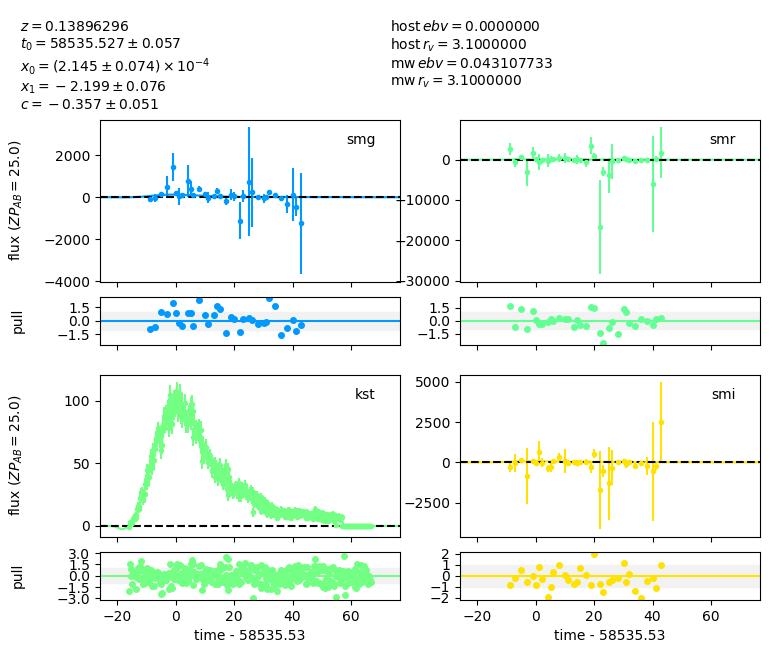 z = 0.13896296
t₀ = 58535.527 ± 0.057
x₀ = (2.145 ± 0.074) × 10⁻⁴
x₁ = −2.199 ± 0.076
c = −0.357 ± 0.051
host ebv = 0.0000000
host r_v = 3.1000000
mw ebv = 0.043107733
mw r_v = 3.1000000
smg
2000
0
−2000
−4000
flux (ZP_AB = 25.0)
1.5
0.0
−1.5
pull
smr
0
−10000
−20000
−30000
1.5
0.0
−1.5
kst
100
50
0
flux (ZP_AB = 25.0)
3.0
1.5
0.0
−1.5
−3.0
pull
−20 0 20 40 60
time - 58535.53
smi
5000
2500
0
−2500
2
1
0
−1
−2
−20 0 20 40 60
time - 58535.53